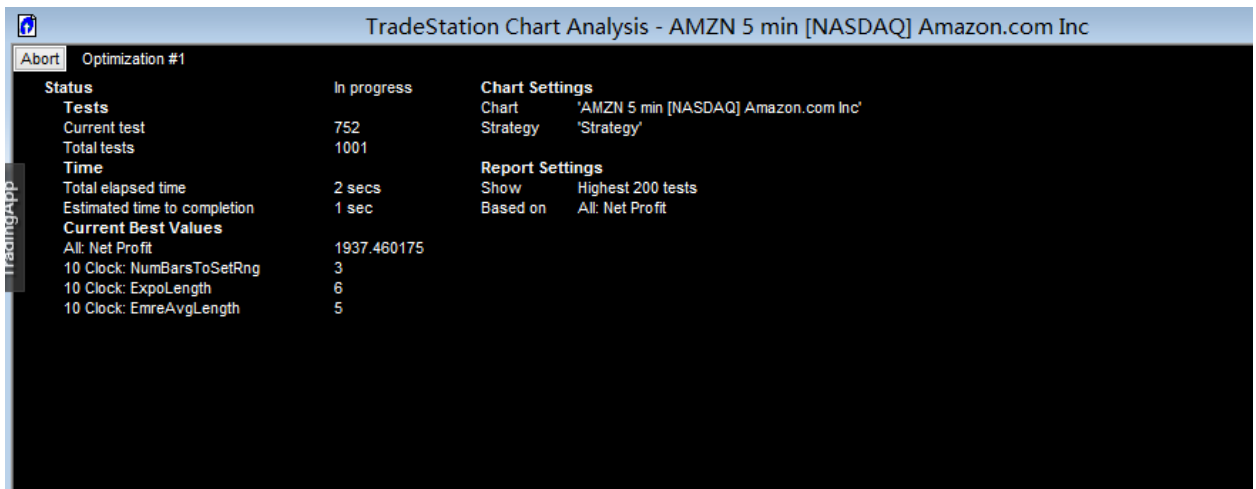 TradeStation Chart Analysis - AMZN 5 min [NASDAQ] Amazon.com Inc
Abort Optimization #1
Status In progress
Tests
Current test 752
Total tests 1001
Time
Total elapsed time 2 secs
Estimated time to completion 1 sec
Current Best Values
All: Net Profit 1937.460175
10 Clock: NumBarsToSetRng 3
10 Clock: ExpoLength 6
10 Clock: EmreAvgLength 5
Chart Settings
Chart 'AMZN 5 min [NASDAQ] Amazon.com Inc'
Strategy 'Strategy'
Report Settings
Show Highest 200 tests
Based on All: Net Profit
TradingApp